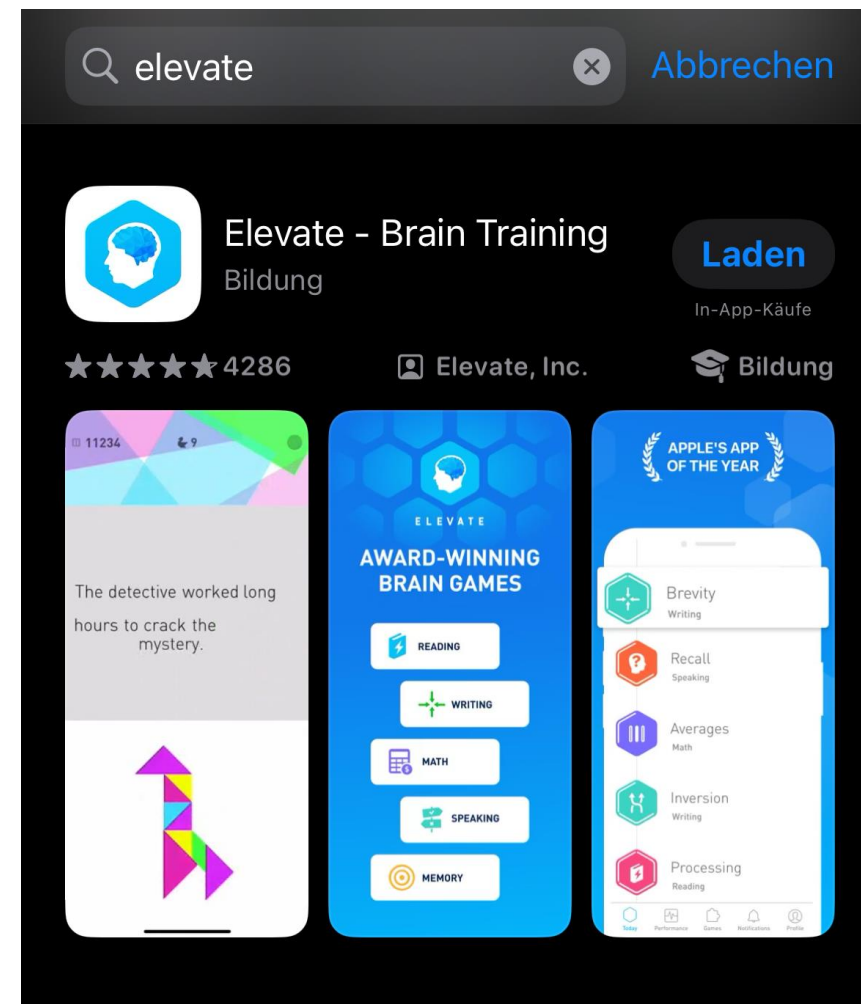 elevate
Abbrechen
Elevate - Brain Training
Bildung
Laden
In-App-Käufe
4286
Elevate, Inc.
Bildung
11234
9
The detective worked long
hours to crack the
mystery.
ELEVATE
AWARD-WINNING
BRAIN GAMES
READING
WRITING
MATH
SPEAKING
MEMORY
APPLE'S APP
OF THE YEAR
Brevity
Writing
Recall
Speaking
Averages
Math
Inversion
Writing
Processing
Reading
Today
Performance
Games
Notifications
Profile